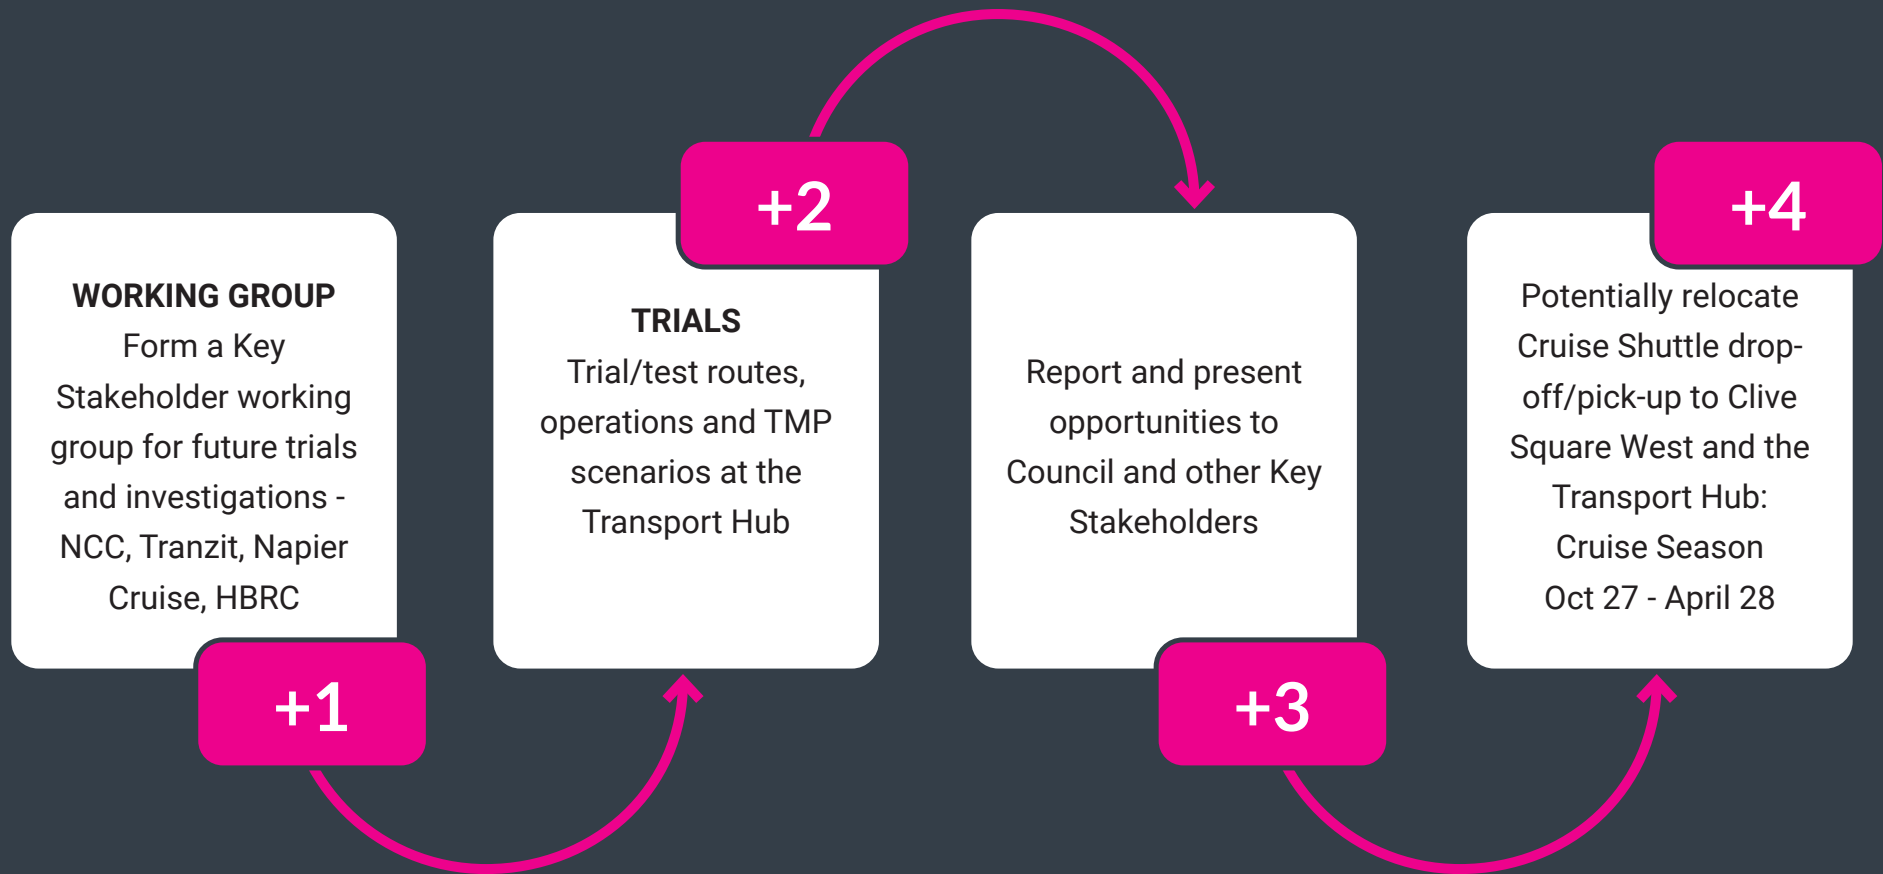 WORKING GROUP
Form a Key
Stakeholder working
group for future trials
and investigations -
NCC, Tranzit, Napier
Cruise, HBRC
+1
+2
TRIALS
Trial/test routes,
operations and TMP
scenarios at the
Transport Hub
Report and present
opportunities to
Council and other Key
Stakeholders
+3
+4
Potentially relocate
Cruise Shuttle drop-
off/pick-up to Clive
Square West and the
Transport Hub:
Cruise Season
Oct 27 - April 28